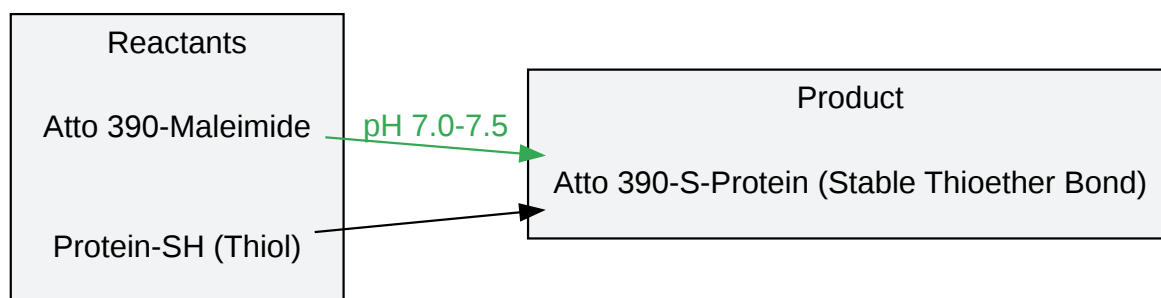 Reactants
Atto 390-Maleimide
Protein-SH (Thiol)
pH 7.0-7.5
Product
Atto 390-S-Protein (Stable Thioether Bond)